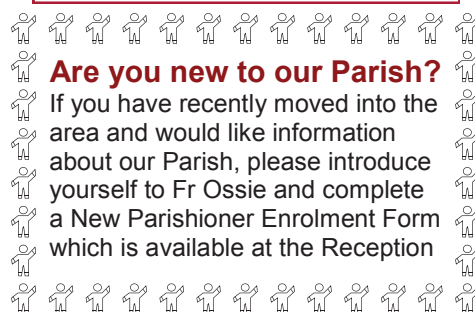 Are you new to our Parish?
If you have recently moved into the
area and would like information
about our Parish, please introduce
yourself to Fr Ossie and complete
a New Parishioner Enrolment Form
which is available at the Reception